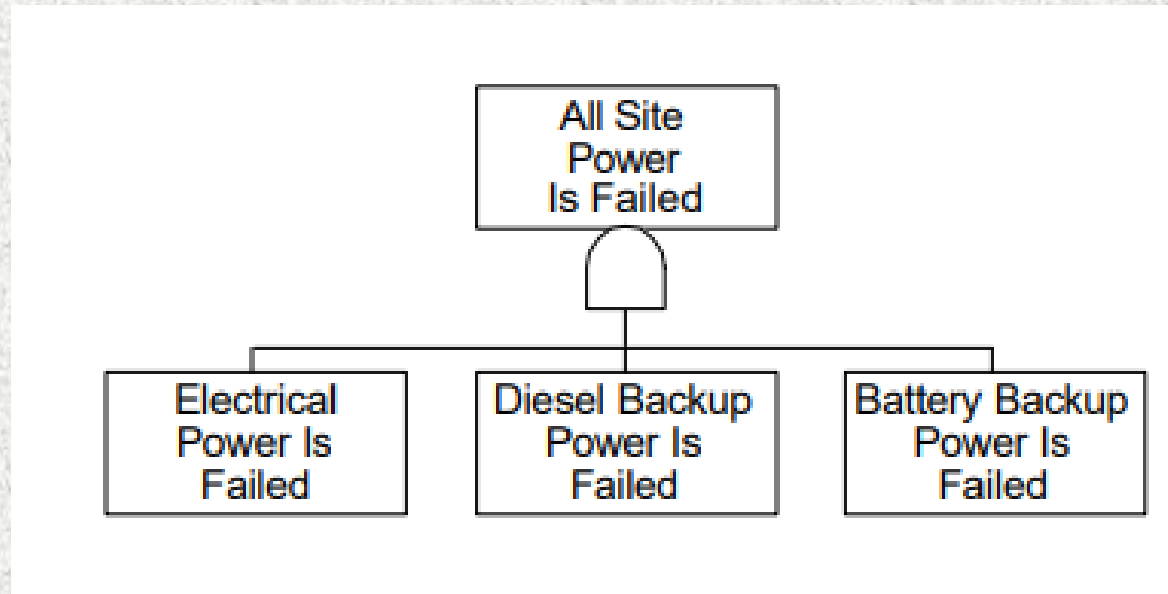 All Site
Power
Is Failed
Electrical
Power Is
Failed
Diesel Backup
Power Is
Failed
Battery Backup
Power Is
Failed